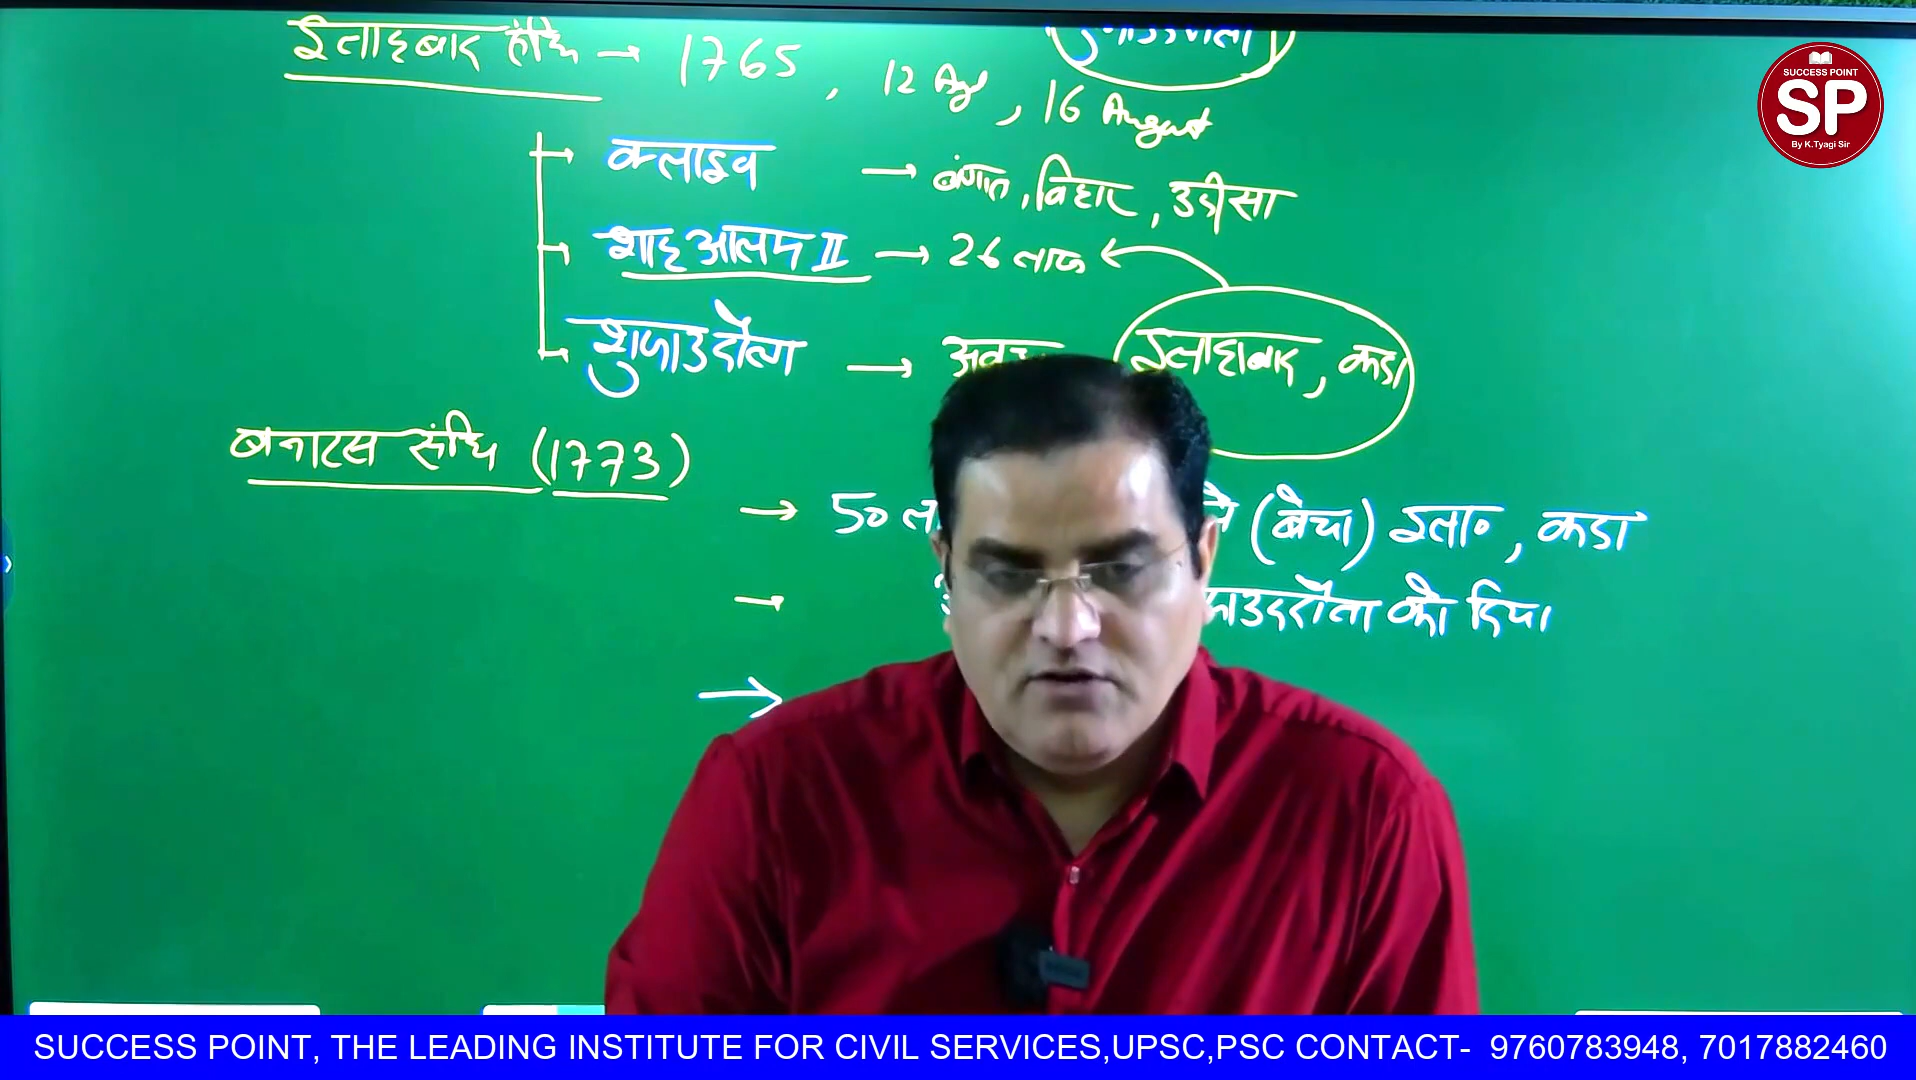 इलाहबाद संधि → 1765, 12 Aug, 16 August
क्लाइव → बंगाल, बिहार, उडीसा
शाह आलम II → 26 लाख
शुजाउदौला → इलाहाबाद, कडा
बनारस संधि (1773)
→ 50 (बेचा) इला०, कडा
→ को दिया
→
SUCCESS POINT
SP
By K.Tyagi Sir
SUCCESS POINT, THE LEADING INSTITUTE FOR CIVIL SERVICES,UPSC,PSC CONTACT- 9760783948, 7017882460